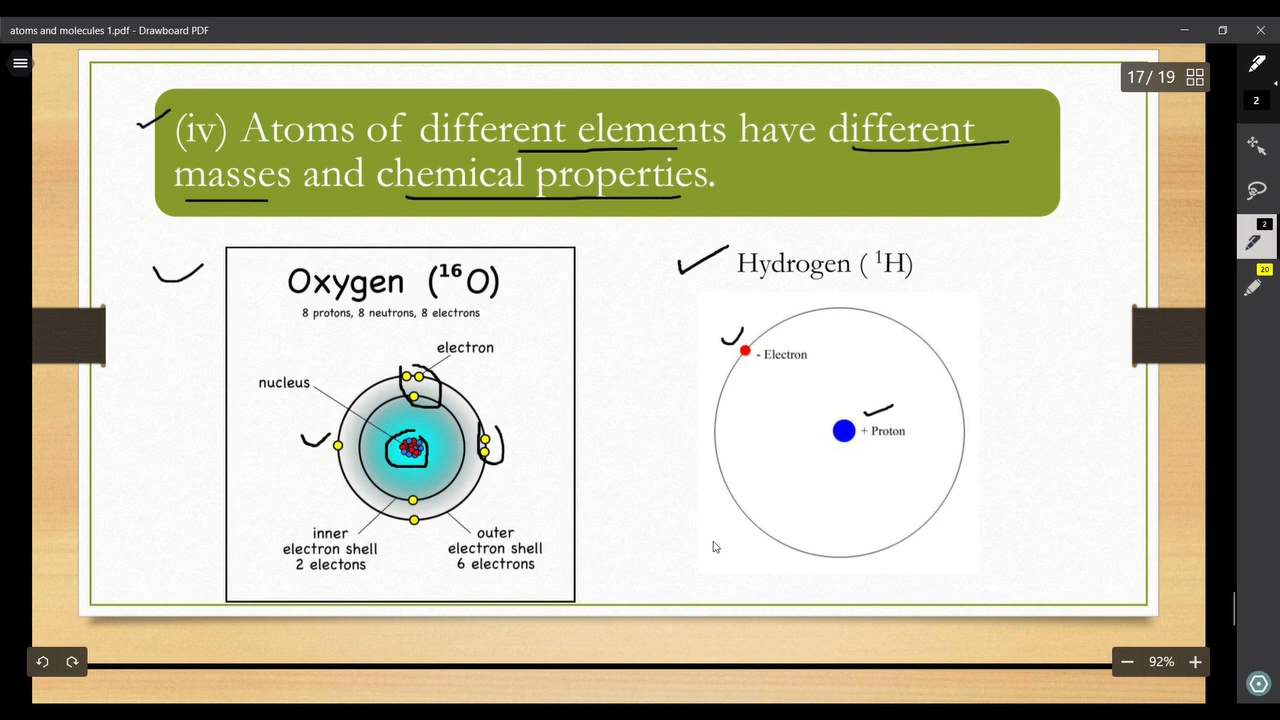 atoms and molecules 1.pdf - Drawboard PDF
17/ 19
2
(iv) Atoms of different elements have different
masses and chemical properties.
2
20
Oxygen (¹⁶O)
8 protons, 8 neutrons, 8 electrons
electron
nucleus
inner
electron shell
2 electons
outer
electron shell
6 electrons
Hydrogen ( ¹H)
- Electron
+ Proton
92%